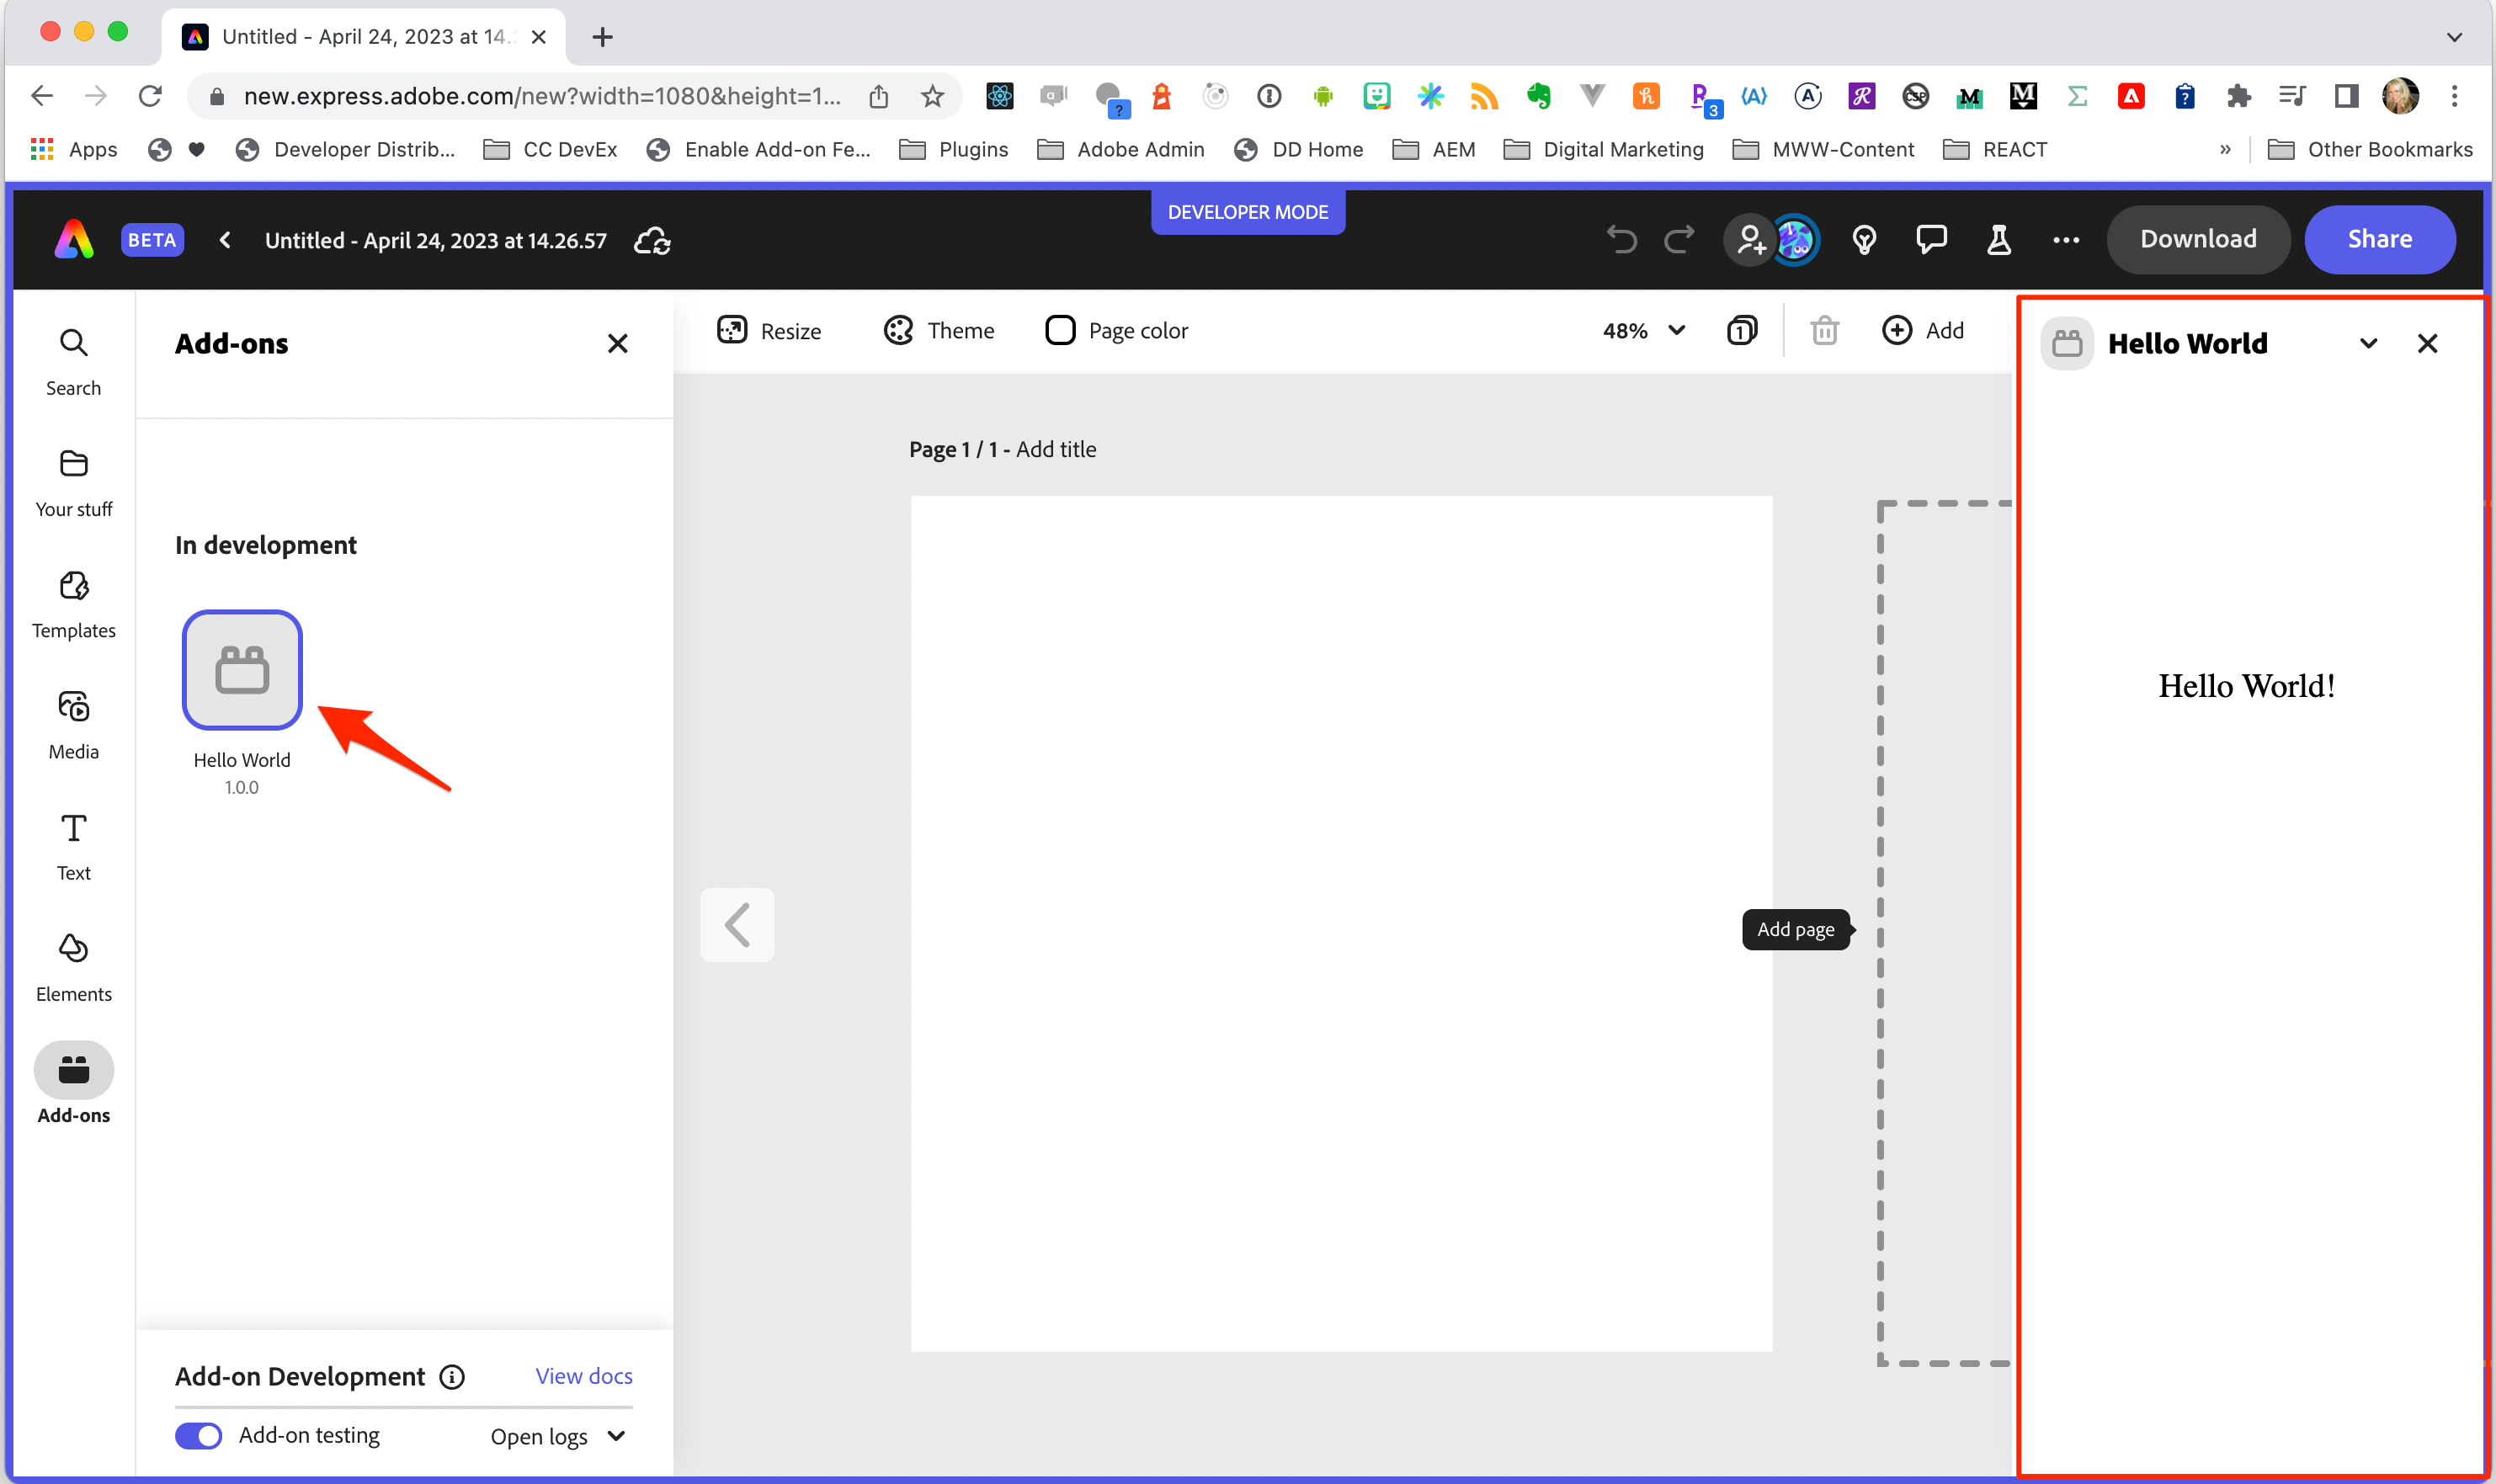 Untitled - April 24, 2023 at 14.
new.express.adobe.com/new?width=1080&height=1...
?
3
Apps
Developer Distrib...
CC DevEx
Enable Add-on Fe...
Plugins
Adobe Admin
DD Home
AEM
Digital Marketing
MWW-Content
REACT
»
Other Bookmarks
DEVELOPER MODE
BETA
Untitled - April 24, 2023 at 14.26.57
Download
Share
Search
Your stuff
Templates
Media
Text
Elements
Add-ons
Add-ons
In development
Hello World
1.0.0
Add-on Development
View docs
Add-on testing
Open logs
Resize
Theme
Page color
48%
1
Add
Page 1 / 1 - Add title
Add page
Hello World
Hello World!